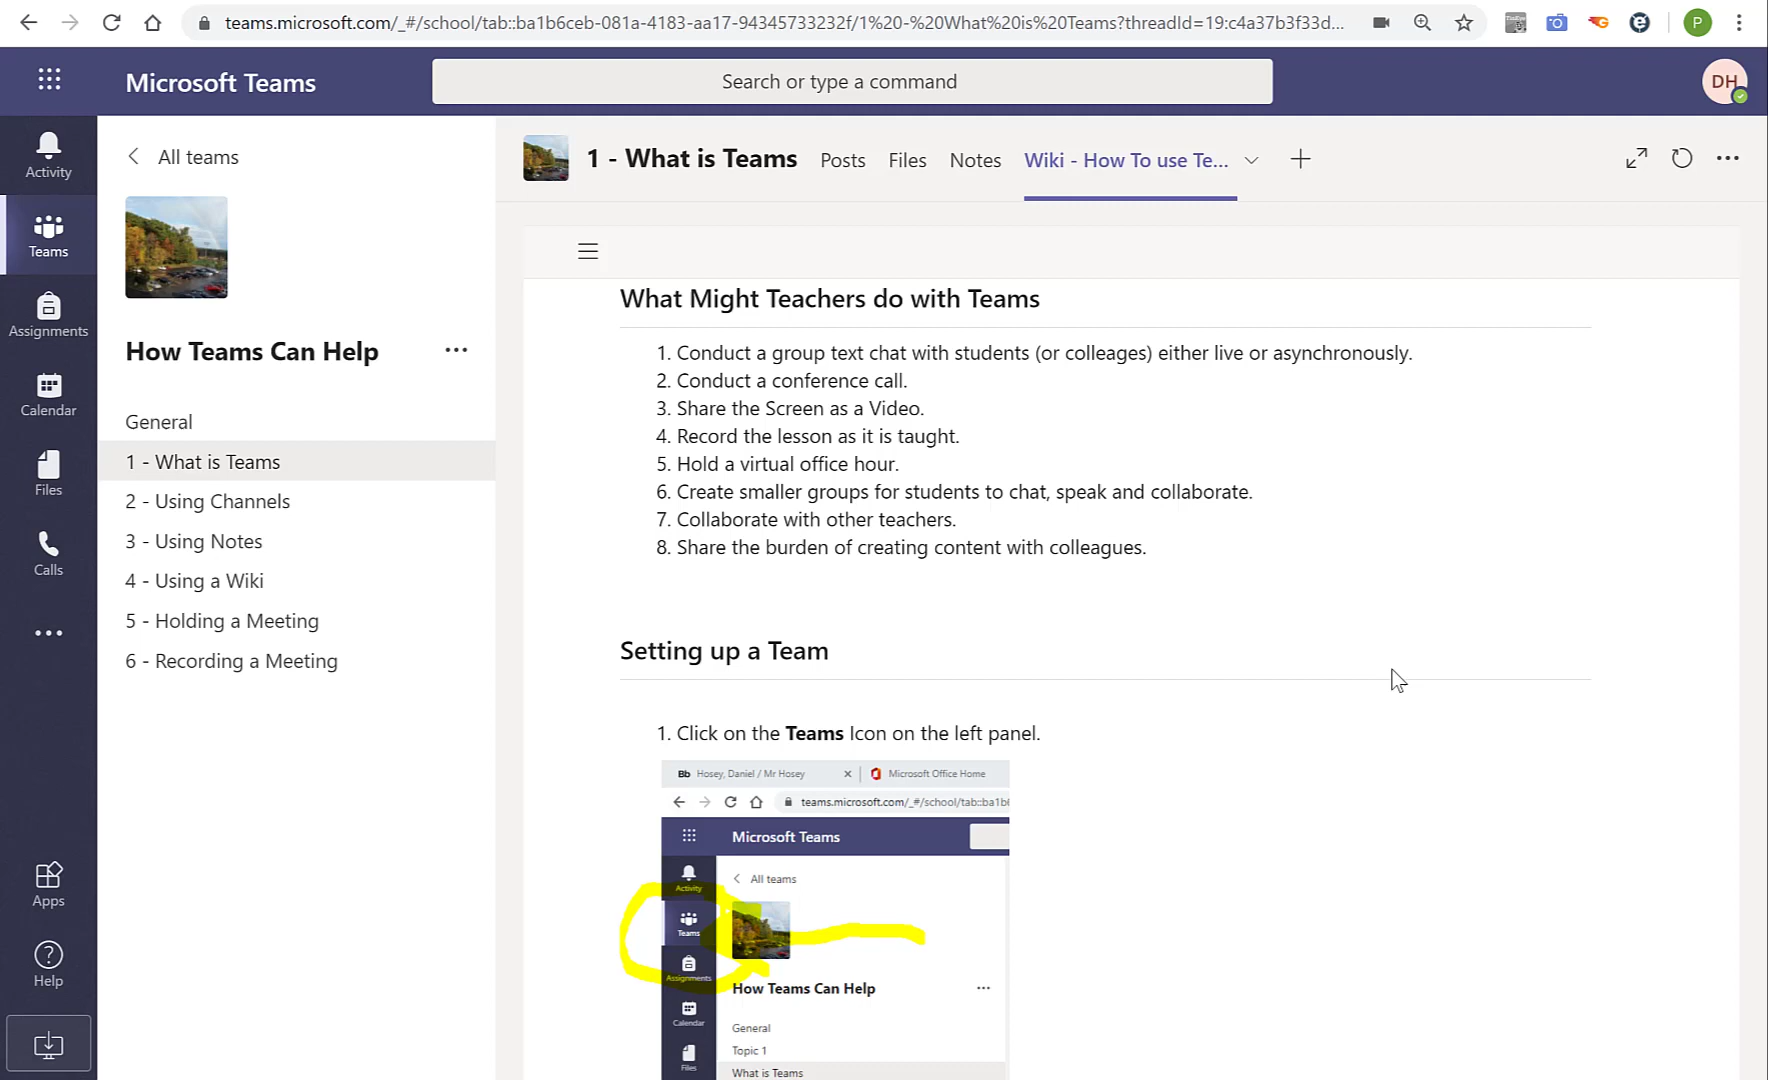 teams.microsoft.com/_#/school/tab::ba1b6ceb-081a-4183-aa17-94345733232f/1%20-%20What%20is%20Teams?threadId=19:c4a37b3f33d...
P
Microsoft Teams
Search or type a command
DH
Activity
Teams
Assignments
Calendar
Files
Calls
Apps
Help
All teams
How Teams Can Help
General
1 - What is Teams
2 - Using Channels
3 - Using Notes
4 - Using a Wiki
5 - Holding a Meeting
6 - Recording a Meeting
1 - What is Teams Posts Files Notes Wiki - How To use Te...
What Might Teachers do with Teams
1. Conduct a group text chat with students (or colleages) either live or asynchronously.
2. Conduct a conference call.
3. Share the Screen as a Video.
4. Record the lesson as it is taught.
5. Hold a virtual office hour.
6. Create smaller groups for students to chat, speak and collaborate.
7. Collaborate with other teachers.
8. Share the burden of creating content with colleagues.
Setting up a Team
1. Click on the Teams Icon on the left panel.
Bb Hosey, Daniel / Mr Hosey
Microsoft Office Home
teams.microsoft.com/_#/school/tab::ba1b6
Microsoft Teams
Activity
Teams
Assignments
Calendar
Files
All teams
How Teams Can Help
General
Topic 1
What is Teams